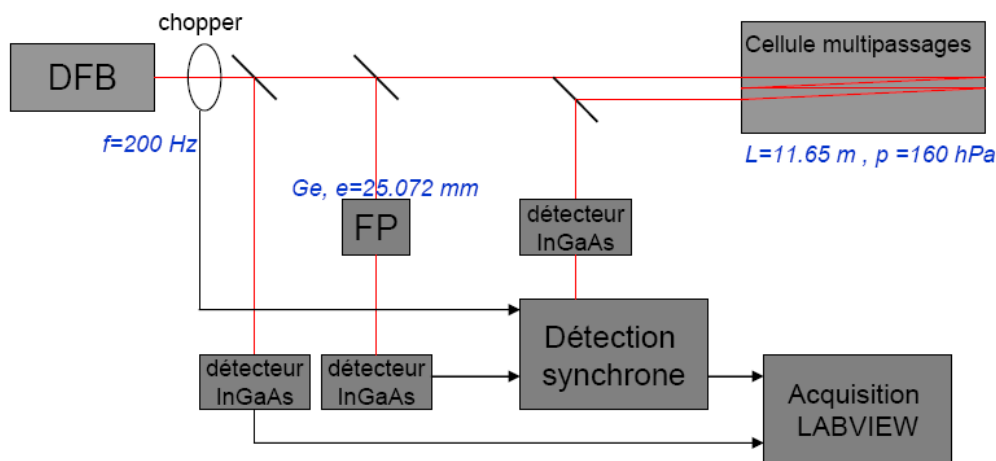 chopper
DFB
Cellule multipassages
f=200 Hz
L=11.65 m , p =160 hPa
Ge, e=25.072 mm
FP
détecteur
InGaAs
Détection
synchrone
détecteur
InGaAs
détecteur
InGaAs
Acquisition
LABVIEW